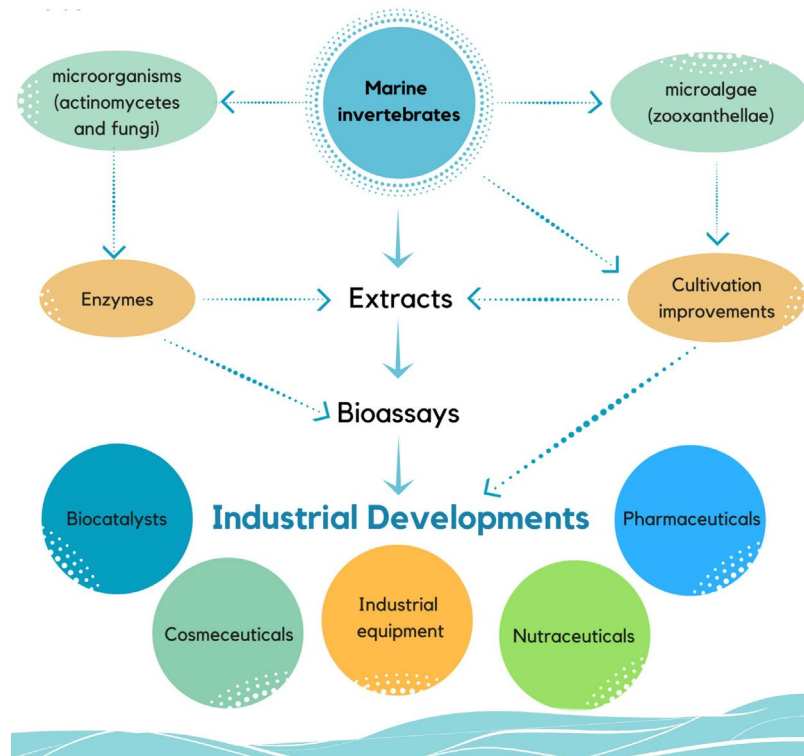 microorganisms
(actinomycetes
and fungi)
Marine
invertebrates
microalgae
(zooxanthellae)
Enzymes
Extracts
Cultivation
improvements
Bioassays
Industrial Developments
Biocatalysts
Pharmaceuticals
Cosmeceuticals
Industrial
equipment
Nutraceuticals